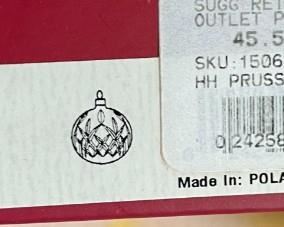 SUGG RET
OUTLET P
45.5
SKU:1506
HH PRUSS
0 24258
Made In: POLA